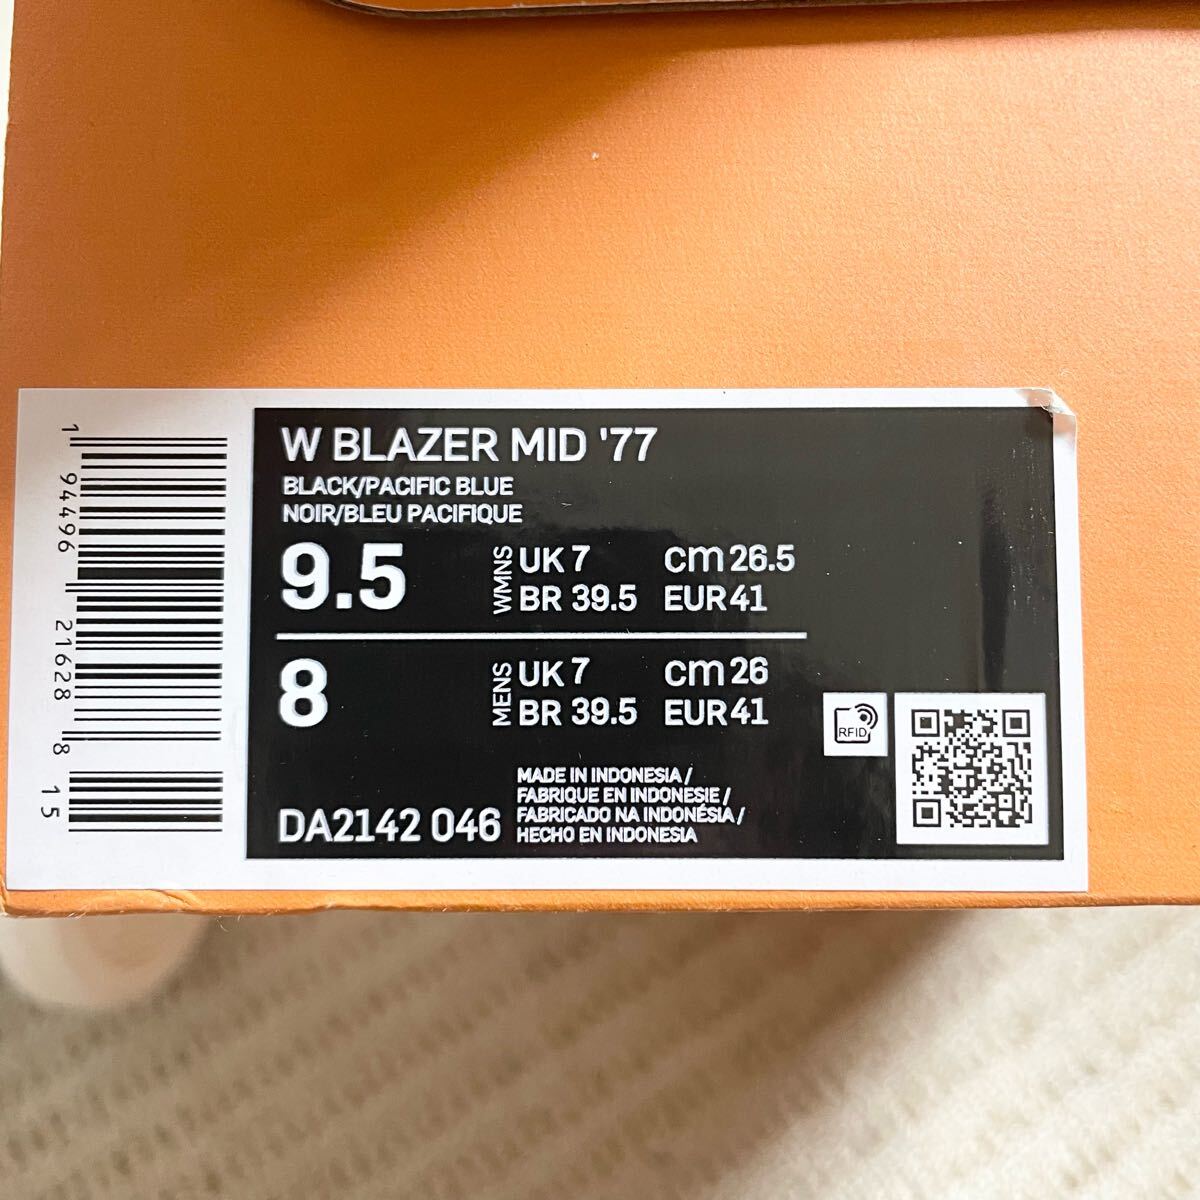 W BLAZER MID '77
BLACK/PACIFIC BLUE
NOIR/BLEU PACIFIQUE
9.5 WMNS UK 7 cm 26.5
BR 39.5 EUR 41
8 MENS UK 7 cm 26
BR 39.5 EUR 41
RFID
DA2142 046
MADE IN INDONESIA /
FABRIQUE EN INDONESIE /
FABRICADO NA INDONÉSIA /
HECHO EN INDONESIA
1 94496 21628 8 15